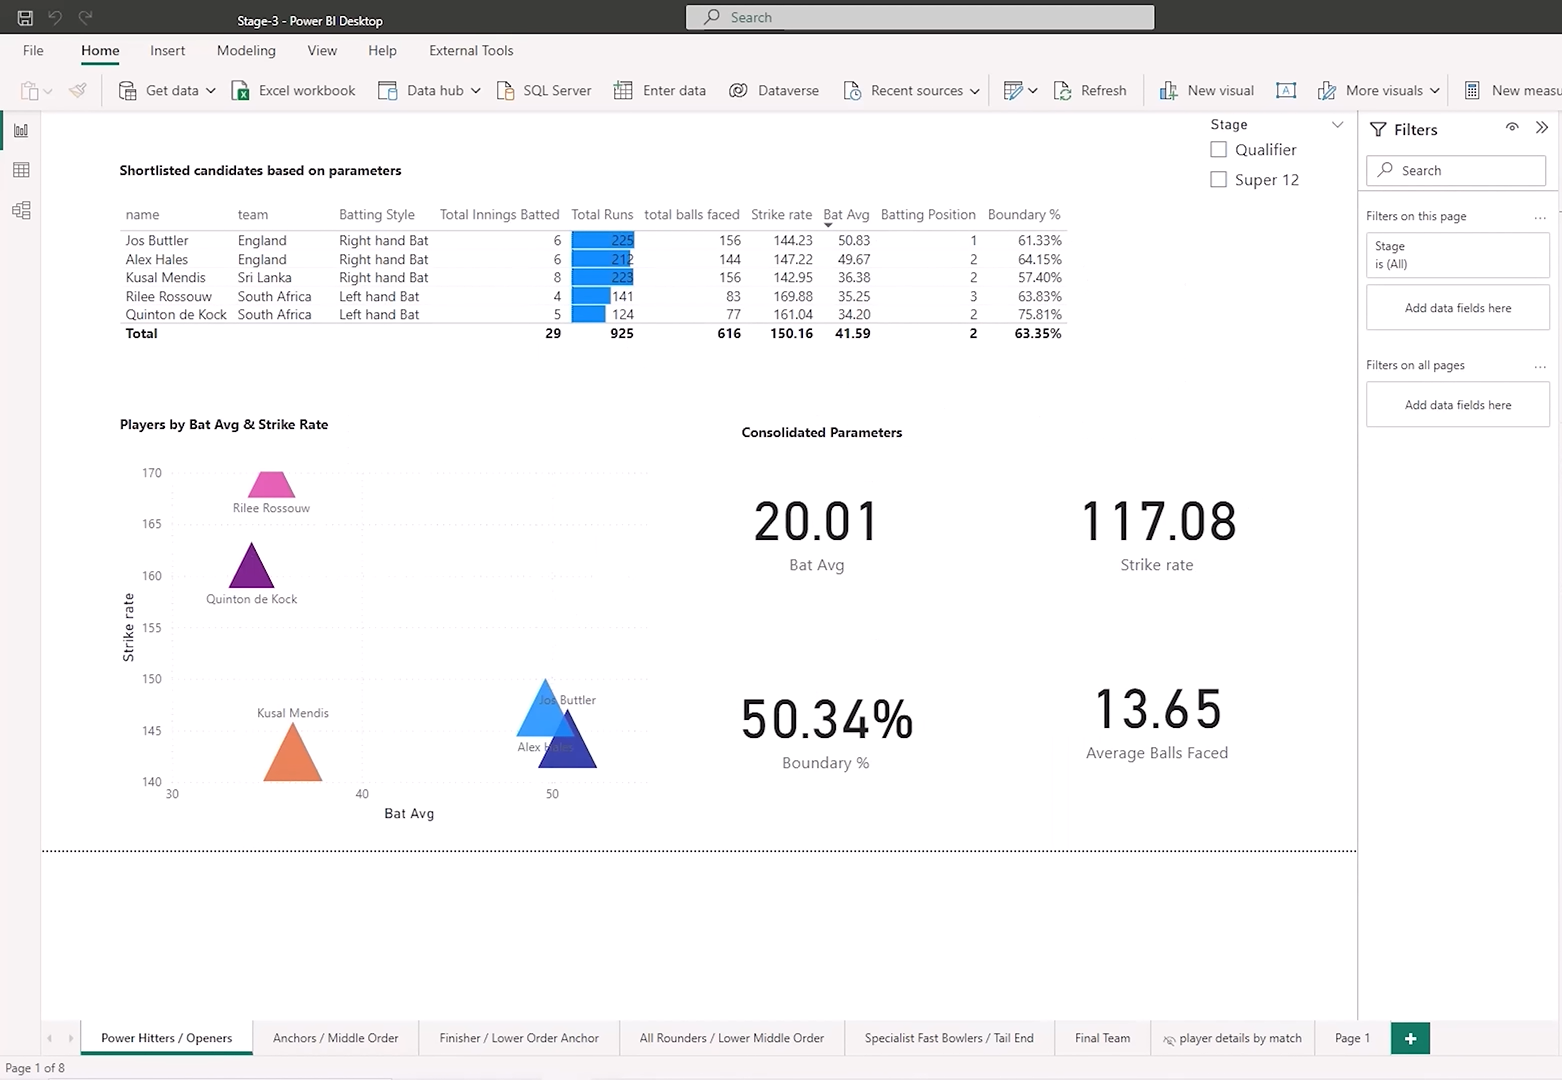 Stage-3 - Power BI Desktop
Search
File Home Insert Modeling View Help External Tools
Get data Excel workbook Data hub SQL Server Enter data Dataverse Recent sources Refresh New visual A More visuals New measu
Stage
Qualifier
Super 12
Filters
Search
Filters on this page ...
Stage
is (All)
Add data fields here
Filters on all pages ...
Add data fields here
Shortlisted candidates based on parameters
name team Batting Style Total Innings Batted Total Runs total balls faced Strike rate Bat Avg Batting Position Boundary %
Jos Buttler England Right hand Bat 6 225 156 144.23 50.83 1 61.33%
Alex Hales England Right hand Bat 6 212 144 147.22 49.67 2 64.15%
Kusal Mendis Sri Lanka Right hand Bat 8 223 156 142.95 36.38 2 57.40%
Rilee Rossouw South Africa Left hand Bat 4 141 83 169.88 35.25 3 63.83%
Quinton de Kock South Africa Left hand Bat 5 124 77 161.04 34.20 2 75.81%
Total 29 925 616 150.16 41.59 2 63.35%
Players by Bat Avg & Strike Rate
170
165
160
155
150
145
140
Strike rate
Rilee Rossouw
Quinton de Kock
Kusal Mendis
Jos Buttler
Alex Hales
30 40 50
Bat Avg
Consolidated Parameters
20.01
Bat Avg
117.08
Strike rate
50.34%
Boundary %
13.65
Average Balls Faced
Power Hitters / Openers Anchors / Middle Order Finisher / Lower Order Anchor All Rounders / Lower Middle Order Specialist Fast Bowlers / Tail End Final Team player details by match Page 1 +
Page 1 of 8